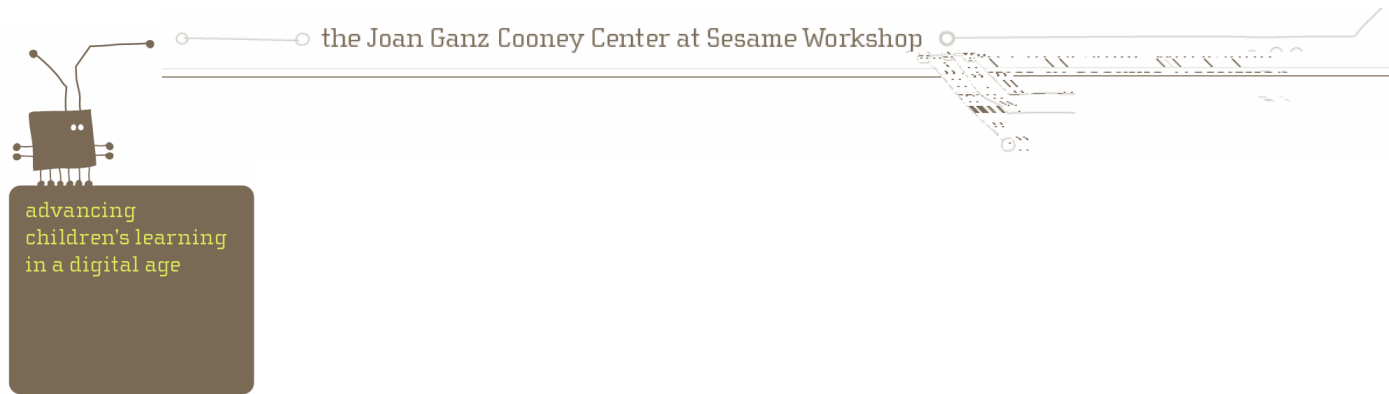 the Joan Ganz Cooney Center at Sesame Workshop
advancing
children's learning
in a digital age